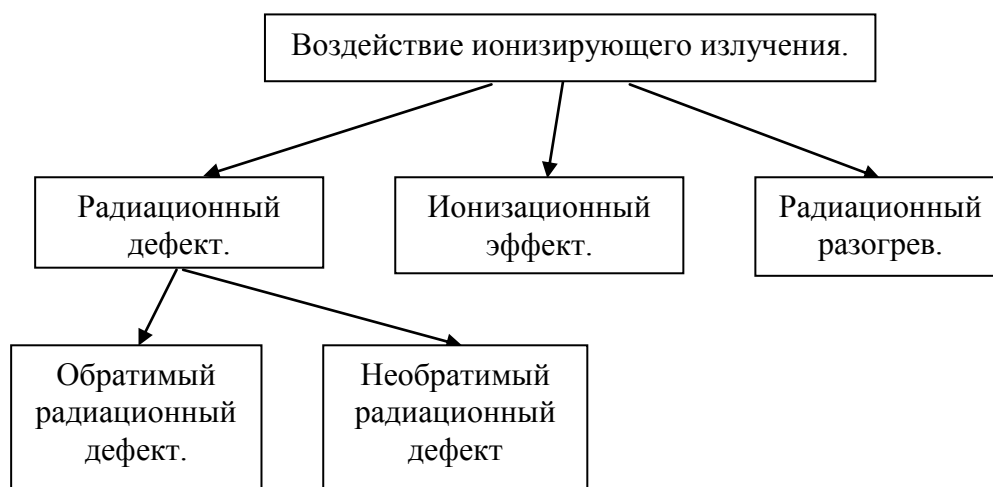 Воздействие ионизирующего излучения.
Радиационный
дефект.
Ионизационный
эффект.
Радиационный
разогрев.
Обратимый
радиационный
дефект.
Необратимый
радиационный
дефект